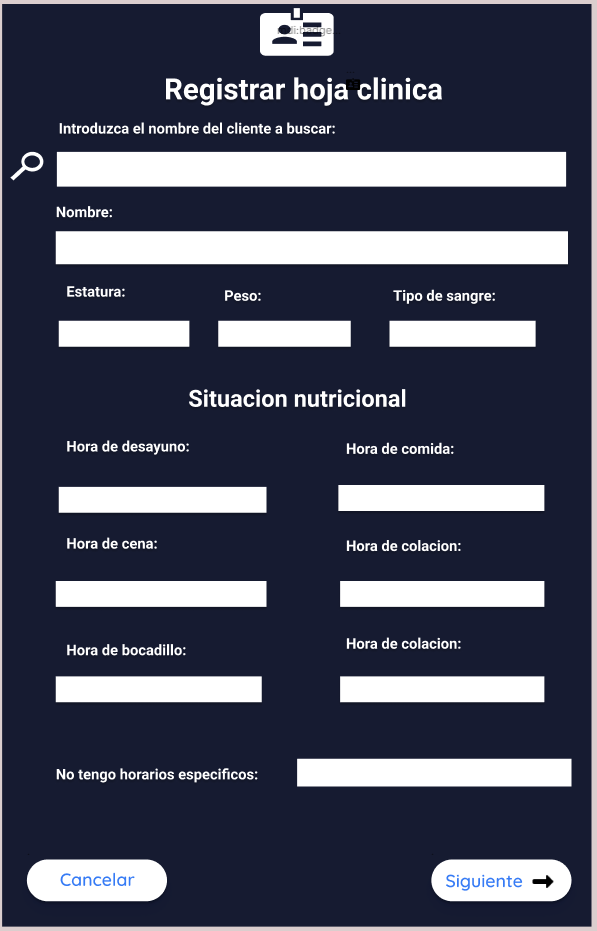 Registrar hoja clinica
Introduzca el nombre del cliente a buscar:
Nombre:
Estatura:
Peso:
Tipo de sangre:
Situacion nutricional
Hora de desayuno:
Hora de comida:
Hora de cena:
Hora de colacion:
Hora de bocadillo:
Hora de colacion:
No tengo horarios especificos:
Cancelar
Siguiente